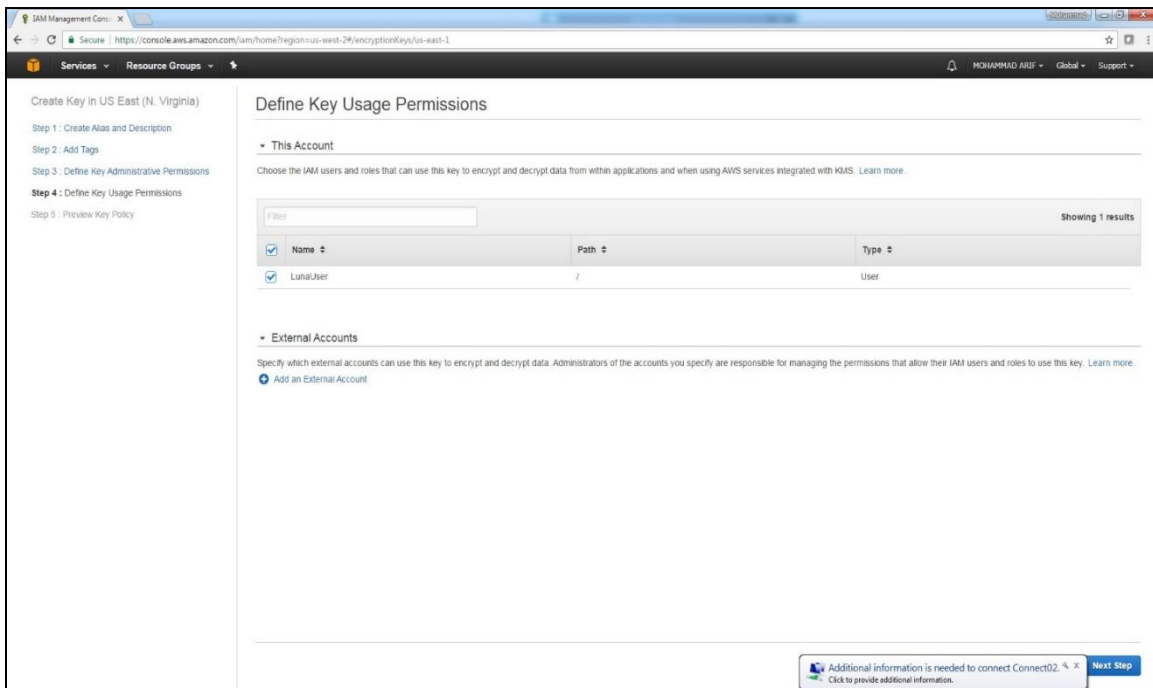 IAM Management Cons
Mohammad
Secure | https://console.aws.amazon.com/iam/home?region=us-west-2#/encryptionKeys/us-east-1
Services Resource Groups MOHAMMAD ARIF Global Support
Create Key in US East (N. Virginia)
Step 1 : Create Alias and Description
Step 2 : Add Tags
Step 3 : Define Key Administrative Permissions
Step 4 : Define Key Usage Permissions
Step 5 : Preview Key Policy
Define Key Usage Permissions
This Account
Choose the IAM users and roles that can use this key to encrypt and decrypt data from within applications and when using AWS services integrated with KMS. Learn more.
Filter Showing 1 results
Name Path Type
LunaUser / User
External Accounts
Specify which external accounts can use this key to encrypt and decrypt data. Administrators of the accounts you specify are responsible for managing the permissions that allow their IAM users and roles to use this key. Learn more.
Add an External Account
Additional information is needed to connect Connect02.
Click to provide additional information.
Next Step